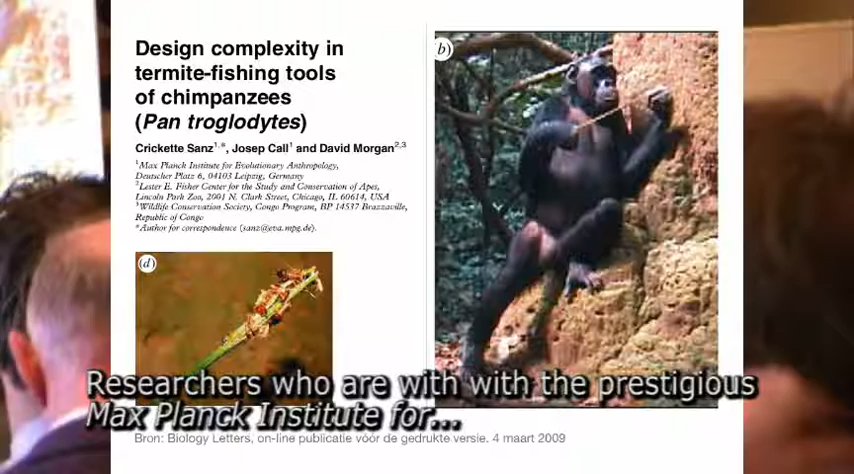 Design complexity in
termite-fishing tools
of chimpanzees
(Pan troglodytes)
Crickette Sanz1,*, Josep Call1 and David Morgan2,3
1Max Planck Institute for Evolutionary Anthropology,
Deutscher Platz 6, 04103 Leipzig, Germany
2Lester E. Fisher Center for the Study and Conservation of Apes,
Lincoln Park Zoo, 2001 N. Clark Street, Chicago, IL 60614, USA
3Wildlife Conservation Society, Congo Program, BP 14537 Brazzaville,
Republic of Congo
*Author for correspondence (sanz@eva.mpg.de).
(b)
(d)
Researchers who are with with the prestigious
Max Planck Institute for...
Bron: Biology Letters, on-line publicatie vóór de gedrukte versie. 4 maart 2009